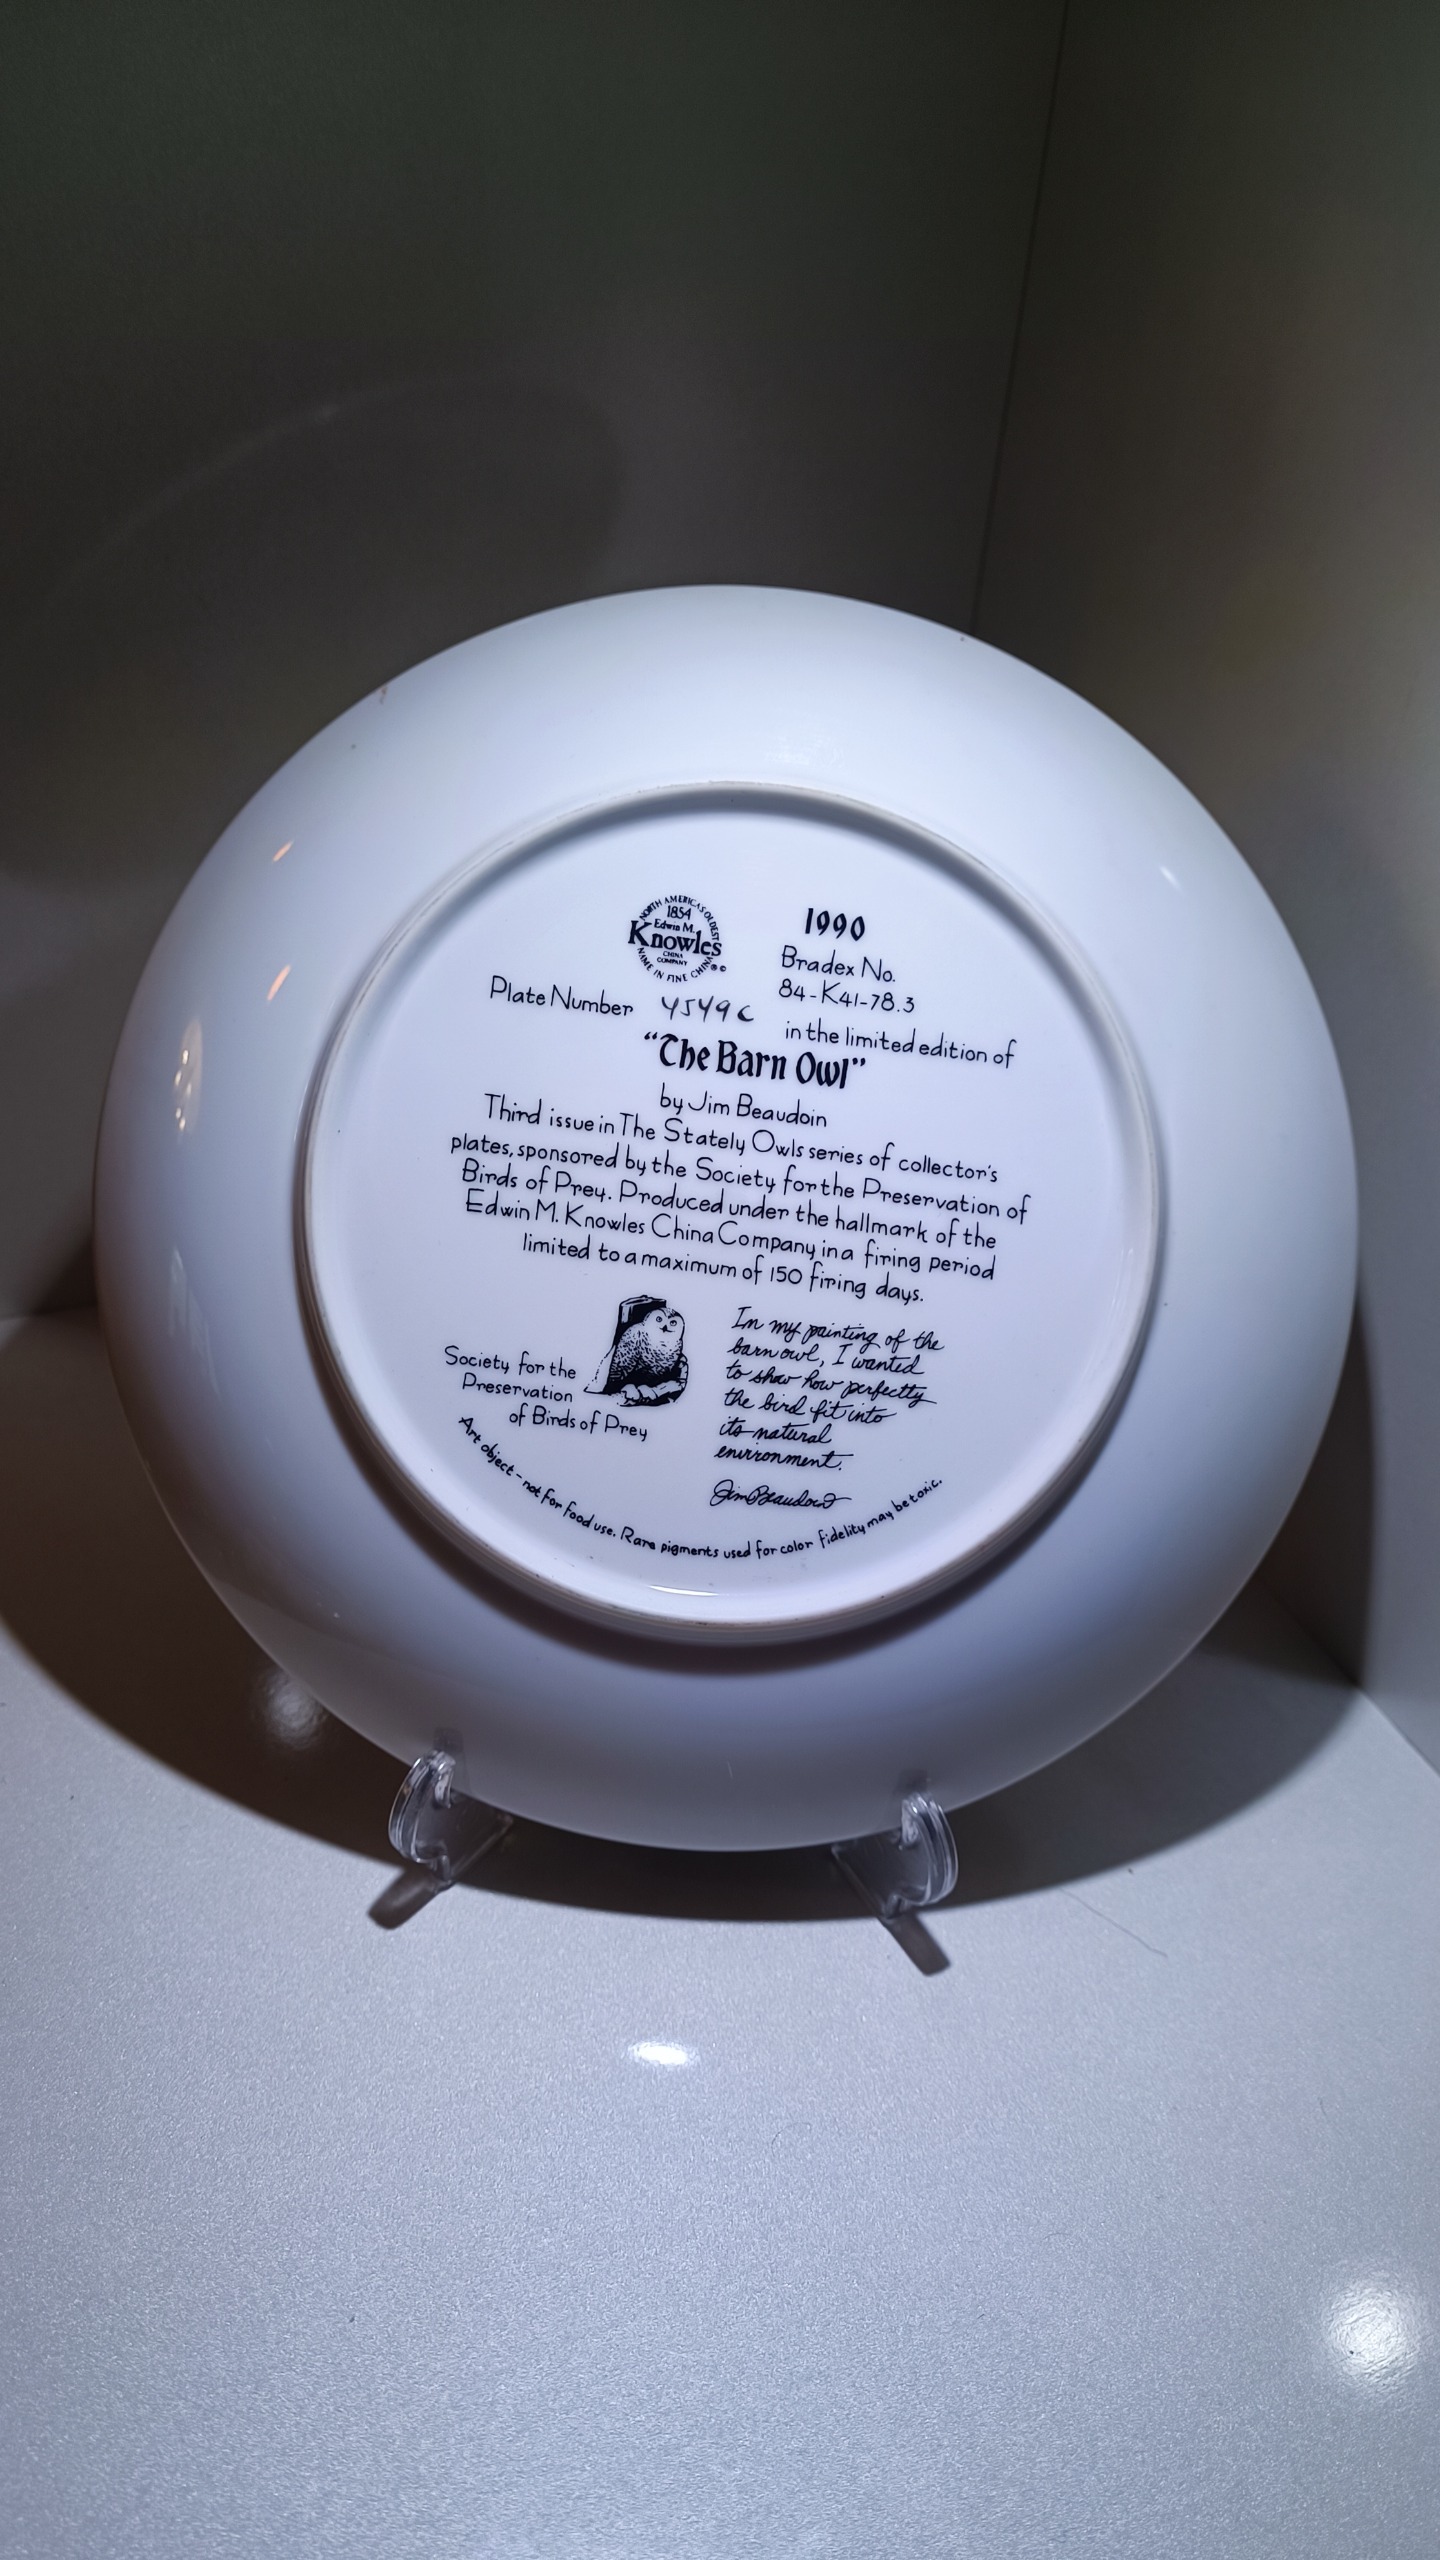 NORTH AMERICA'S OLDEST
1854
Edwin M.
Knowles
CHINA
COMPANY
NAME IN FINE CHINA
®©
1990
Bradex No.
84-K41-78.3
Plate Number 4549C in the limited edition of
"The Barn Owl"
by Jim Beaudoin
Third issue in The Stately Owls series of collector's
plates, sponsored by the Society for the Preservation of
Birds of Prey. Produced under the hallmark of the
Edwin M. Knowles China Company in a firing period
limited to a maximum of 150 firing days.
Society for the
Preservation
of Birds of Prey
In my painting of the
barn owl, I wanted
to show how perfectly
the bird fit into
its natural
environment.
Jim Beaudoin
Art object - not for food use. Rare pigments used for color fidelity may be toxic.